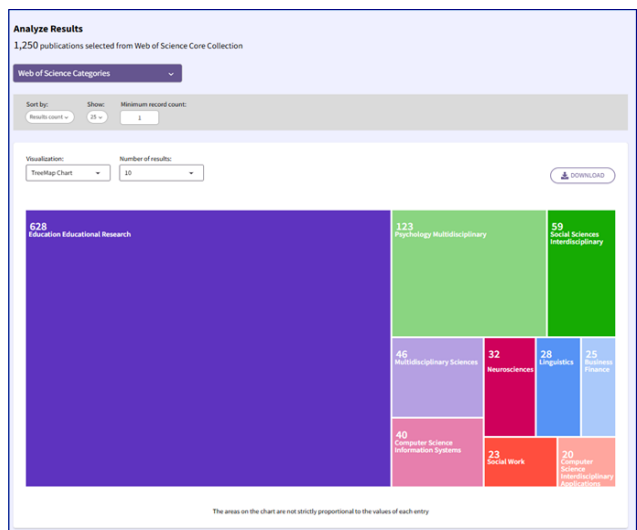 Analyze Results
1,250 publications selected from Web of Science Core Collection
Web of Science Categories
Sort by: Show: Minimum record count:
Results count 25 1
Visualization: Number of results:
TreeMap Chart 10
DOWNLOAD
628
Education Educational Research
123
Psychology Multidisciplinary
59
Social Sciences
Interdisciplinary
46
Multidisciplinary Sciences
32
Neurosciences
28
Linguistics
25
Business
Finance
40
Computer Science
Information Systems
23
Social Work
20
Computer
Science
Interdisciplinary
Applications
The areas on the chart are not strictly proportional to the values of each entry